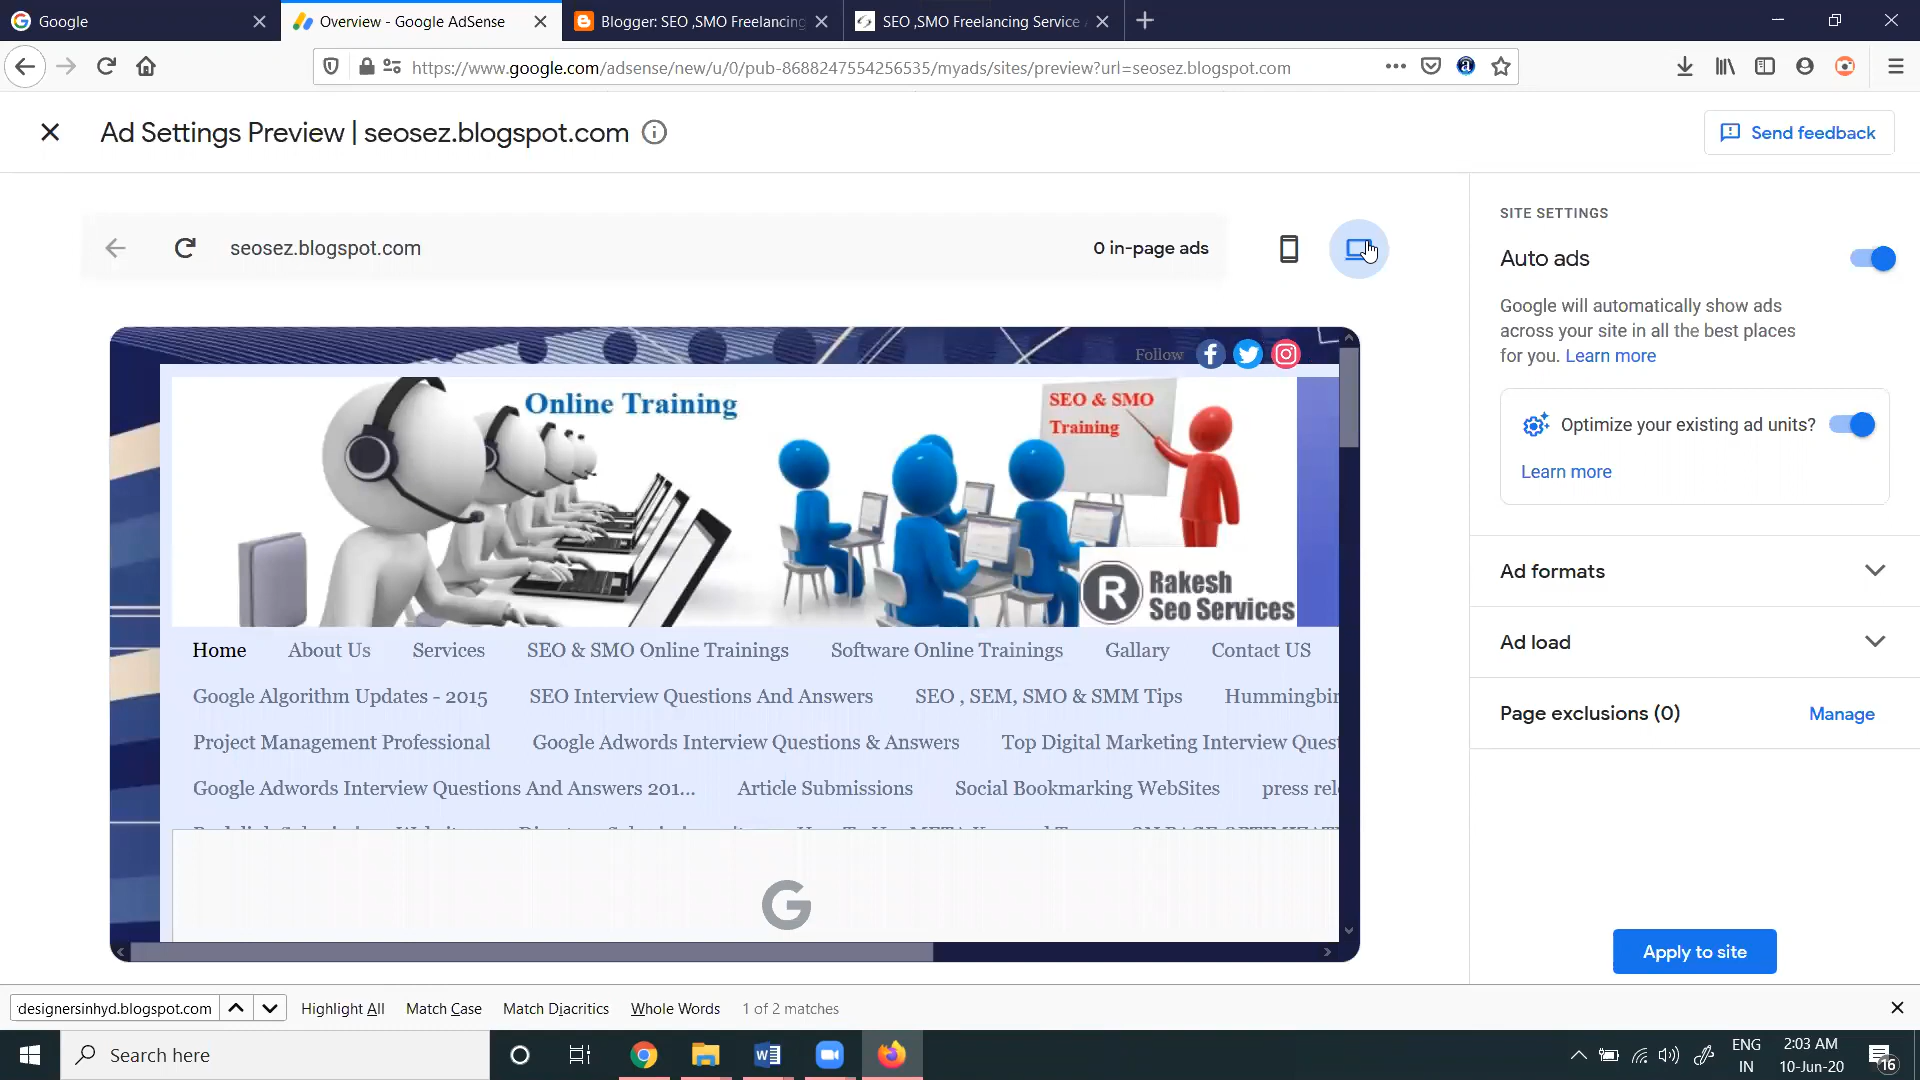 Google
Overview - Google AdSense
Blogger: SEO ,SMO Freelancing
SEO ,SMO Freelancing Service
https://www.google.com/adsense/new/u/0/pub-8688247554256535/myads/sites/preview?url=seosez.blogspot.com
Ad Settings Preview | seosez.blogspot.com
Send feedback
seosez.blogspot.com
0 in-page ads
SITE SETTINGS
Auto ads
Google will automatically show ads
across your site in all the best places
for you. Learn more
Optimize your existing ad units?
Learn more
Ad formats
Ad load
Page exclusions (0)
Manage
Apply to site
Follow
Online Training
SEO & SMO
Training
R Rakesh
Seo Services
Home About Us Services SEO & SMO Online Trainings Software Online Trainings Gallary Contact US
Google Algorithm Updates - 2015 SEO Interview Questions And Answers SEO , SEM, SMO & SMM Tips Hummingbir
Project Management Professional Google Adwords Interview Questions & Answers Top Digital Marketing Interview Quest
Google Adwords Interview Questions And Answers 201... Article Submissions Social Bookmarking WebSites press rel
G
designersinhyd.blogspot.com
Highlight All Match Case Match Diacritics Whole Words 1 of 2 matches
Search here
ENG
IN
2:03 AM
10-Jun-20
16